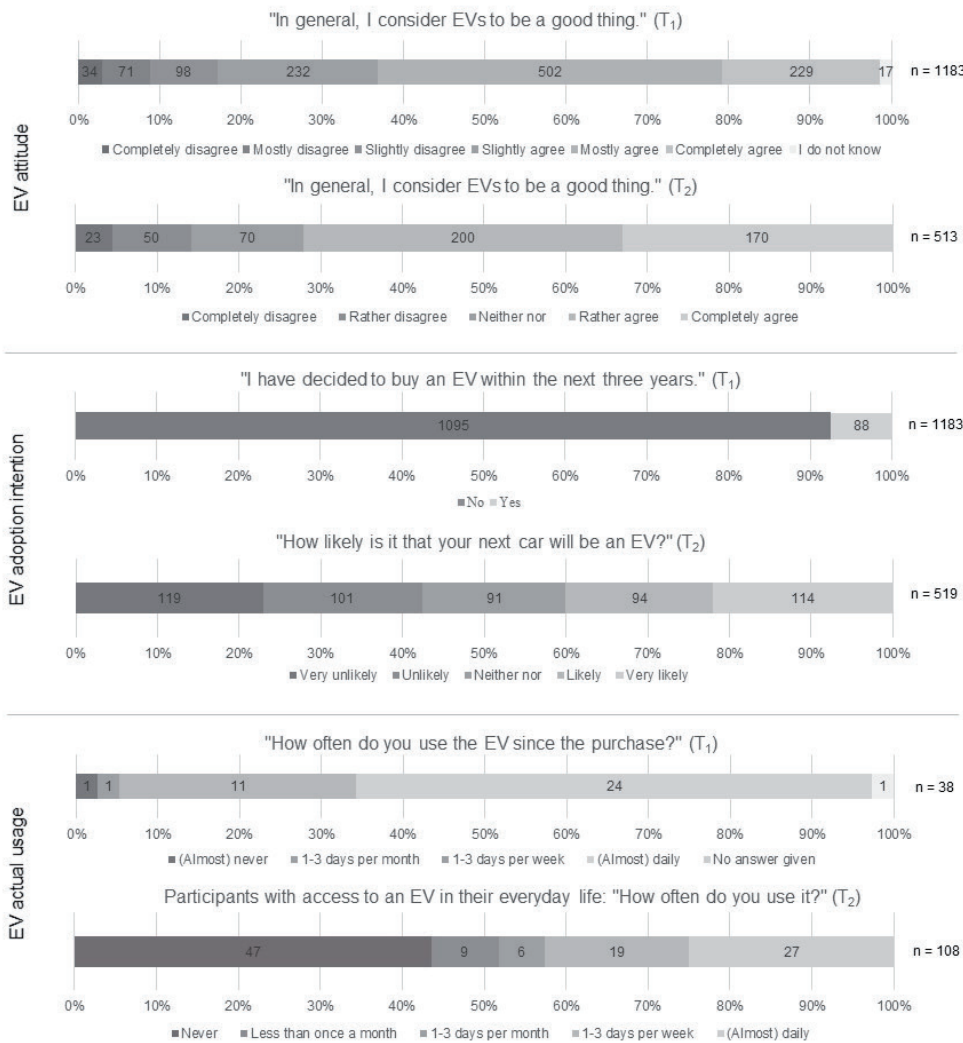 "In general, I consider EVs to be a good thing." (T1)
34 71 98 232 502 229 17 n = 1183
0% 10% 20% 30% 40% 50% 60% 70% 80% 90% 100%
Completely disagree Mostly disagree Slightly disagree Slightly agree Mostly agree Completely agree I do not know
EV attitude
"In general, I consider EVs to be a good thing." (T2)
23 50 70 200 170 n = 513
0% 10% 20% 30% 40% 50% 60% 70% 80% 90% 100%
Completely disagree Rather disagree Neither nor Rather agree Completely agree
"I have decided to buy an EV within the next three years." (T1)
1095 88 n = 1183
0% 10% 20% 30% 40% 50% 60% 70% 80% 90% 100%
No Yes
EV adoption intention
"How likely is it that your next car will be an EV?" (T2)
119 101 91 94 114 n = 519
0% 10% 20% 30% 40% 50% 60% 70% 80% 90% 100%
Very unlikely Unlikely Neither nor Likely Very likely
"How often do you use the EV since the purchase?" (T1)
1 1 11 24 1 n = 38
0% 10% 20% 30% 40% 50% 60% 70% 80% 90% 100%
(Almost) never 1-3 days per month 1-3 days per week (Almost) daily No answer given
EV actual usage
Participants with access to an EV in their everyday life: "How often do you use it?" (T2)
47 9 6 19 27 n = 108
0% 10% 20% 30% 40% 50% 60% 70% 80% 90% 100%
Never Less than once a month 1-3 days per month 1-3 days per week (Almost) daily